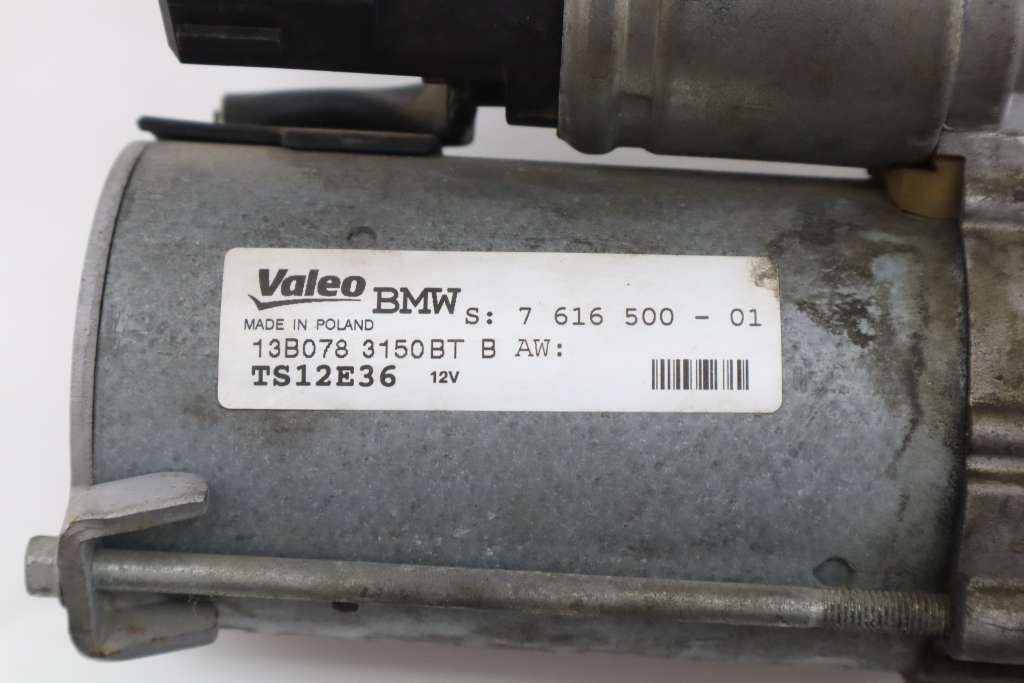 Valeo BMW S: 7 616 500 - 01
MADE IN POLAND
13B078 3150BT B AW:
TS12E36 12V